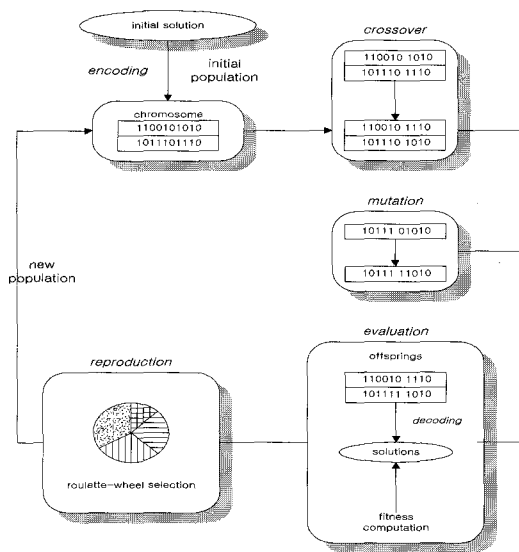 initial solution
encoding
initial
population
chromosome
1100101010
1011101110
crossover
110010 1010
101110 1110
110010 1110
101110 1010
mutation
10111 01010
10111 11010
new
population
reproduction
roulette-wheel selection
evaluation
offsprings
110010 1110
101111 1010
decoding
solutions
fitness
computation